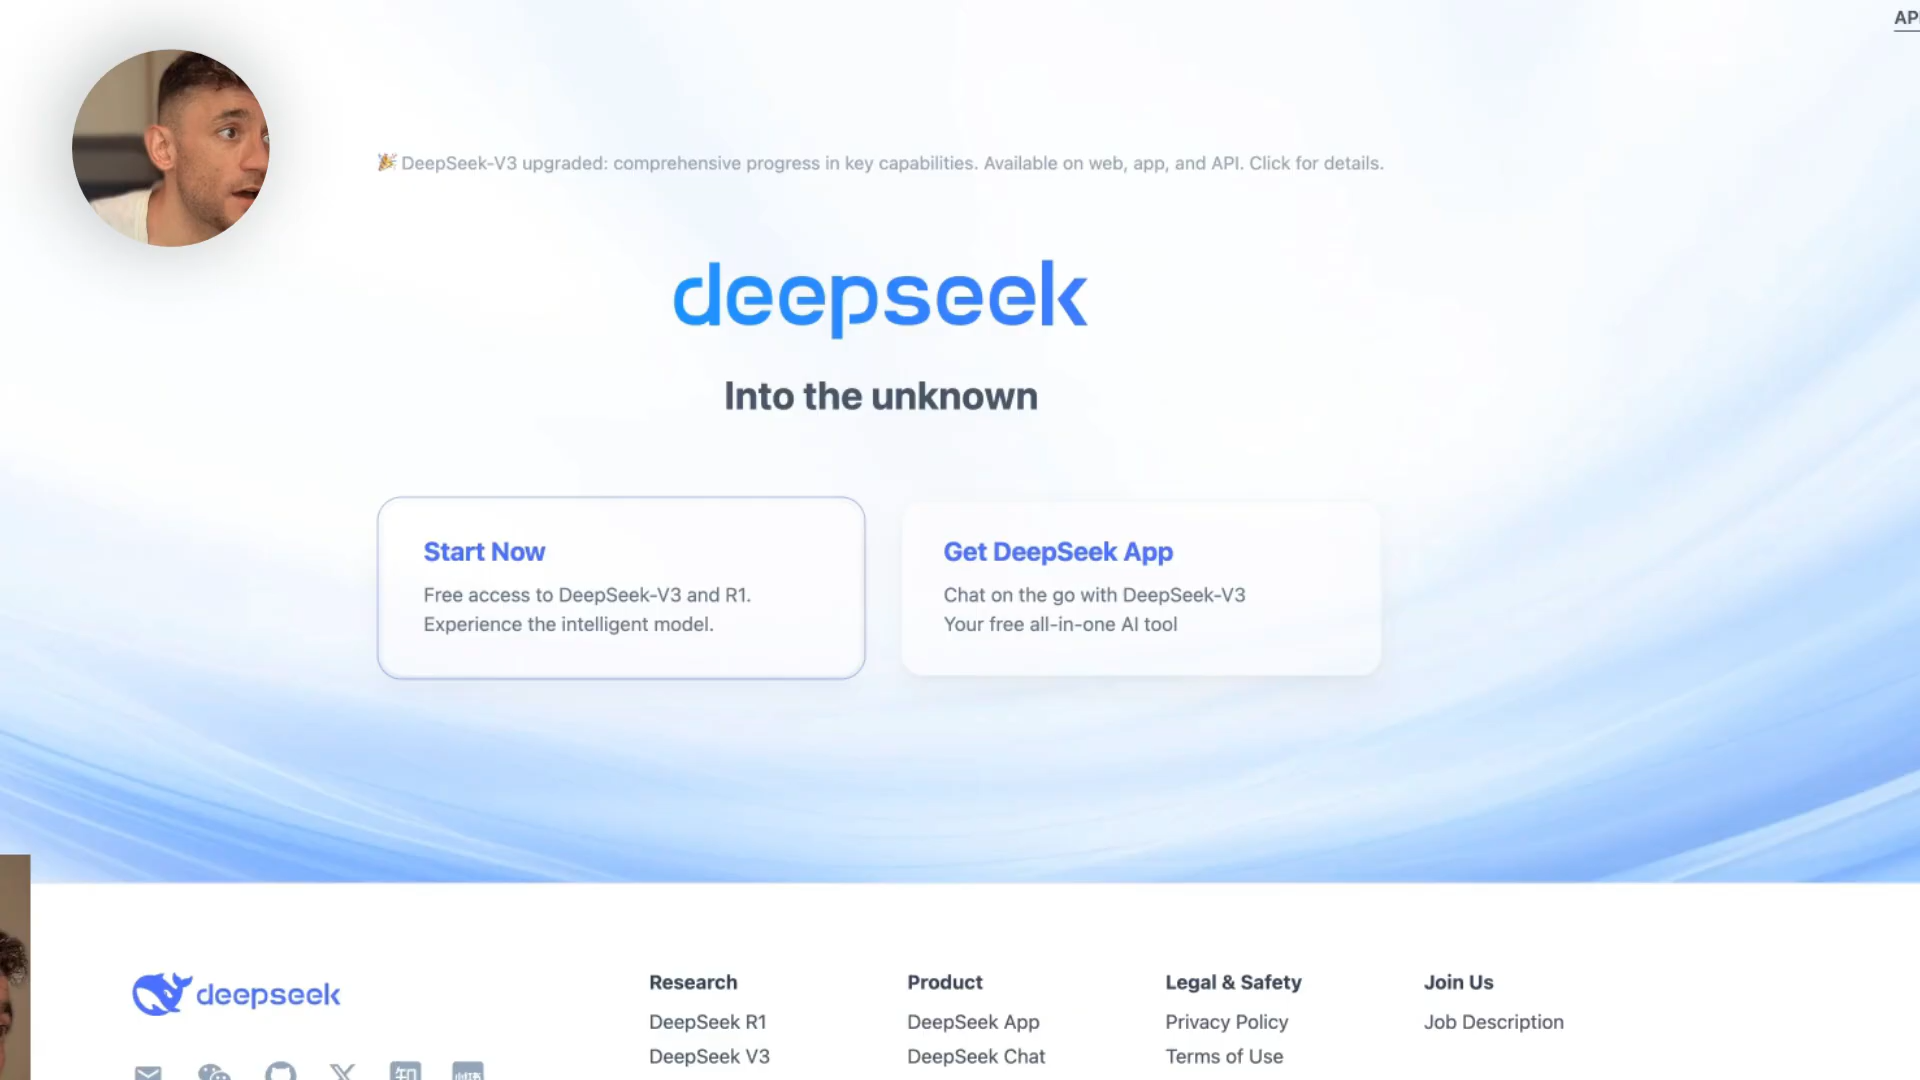 🎉 DeepSeek-V3 upgraded: comprehensive progress in key capabilities. Available on web, app, and API. Click for details.
deepseek
Into the unknown
Start Now
Free access to DeepSeek-V3 and R1.
Experience the intelligent model.
Get DeepSeek App
Chat on the go with DeepSeek-V3
Your free all-in-one AI tool
deepseek
Research
DeepSeek R1
DeepSeek V3
Product
DeepSeek App
DeepSeek Chat
Legal & Safety
Privacy Policy
Terms of Use
Join Us
Job Description
知